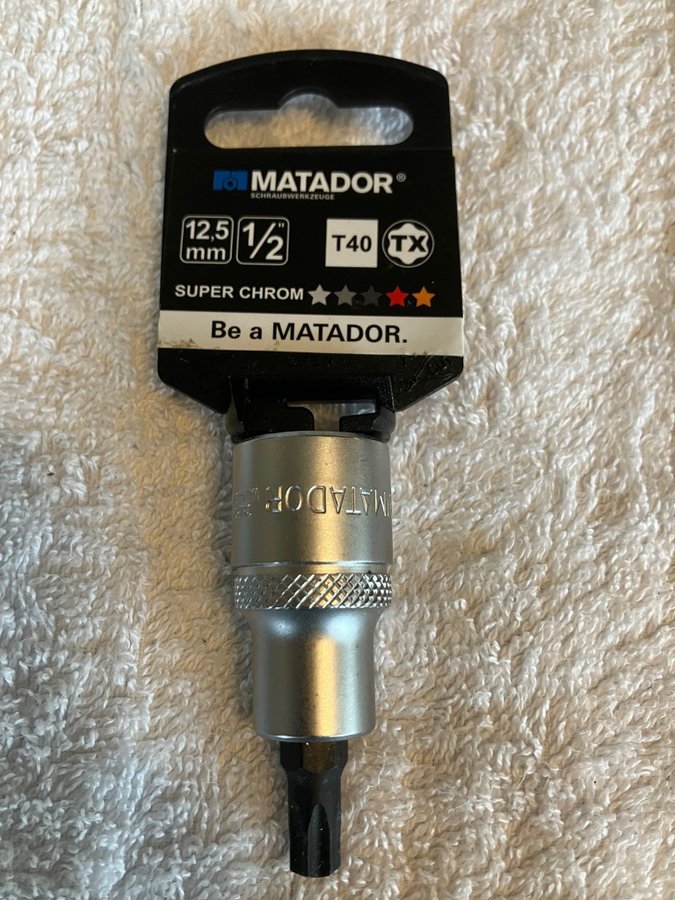 MATADOR®
SCHRAUBWERKZEUGE
12,5 mm 1/2" T40 TX
SUPER CHROM
Be a MATADOR.
MATADOR